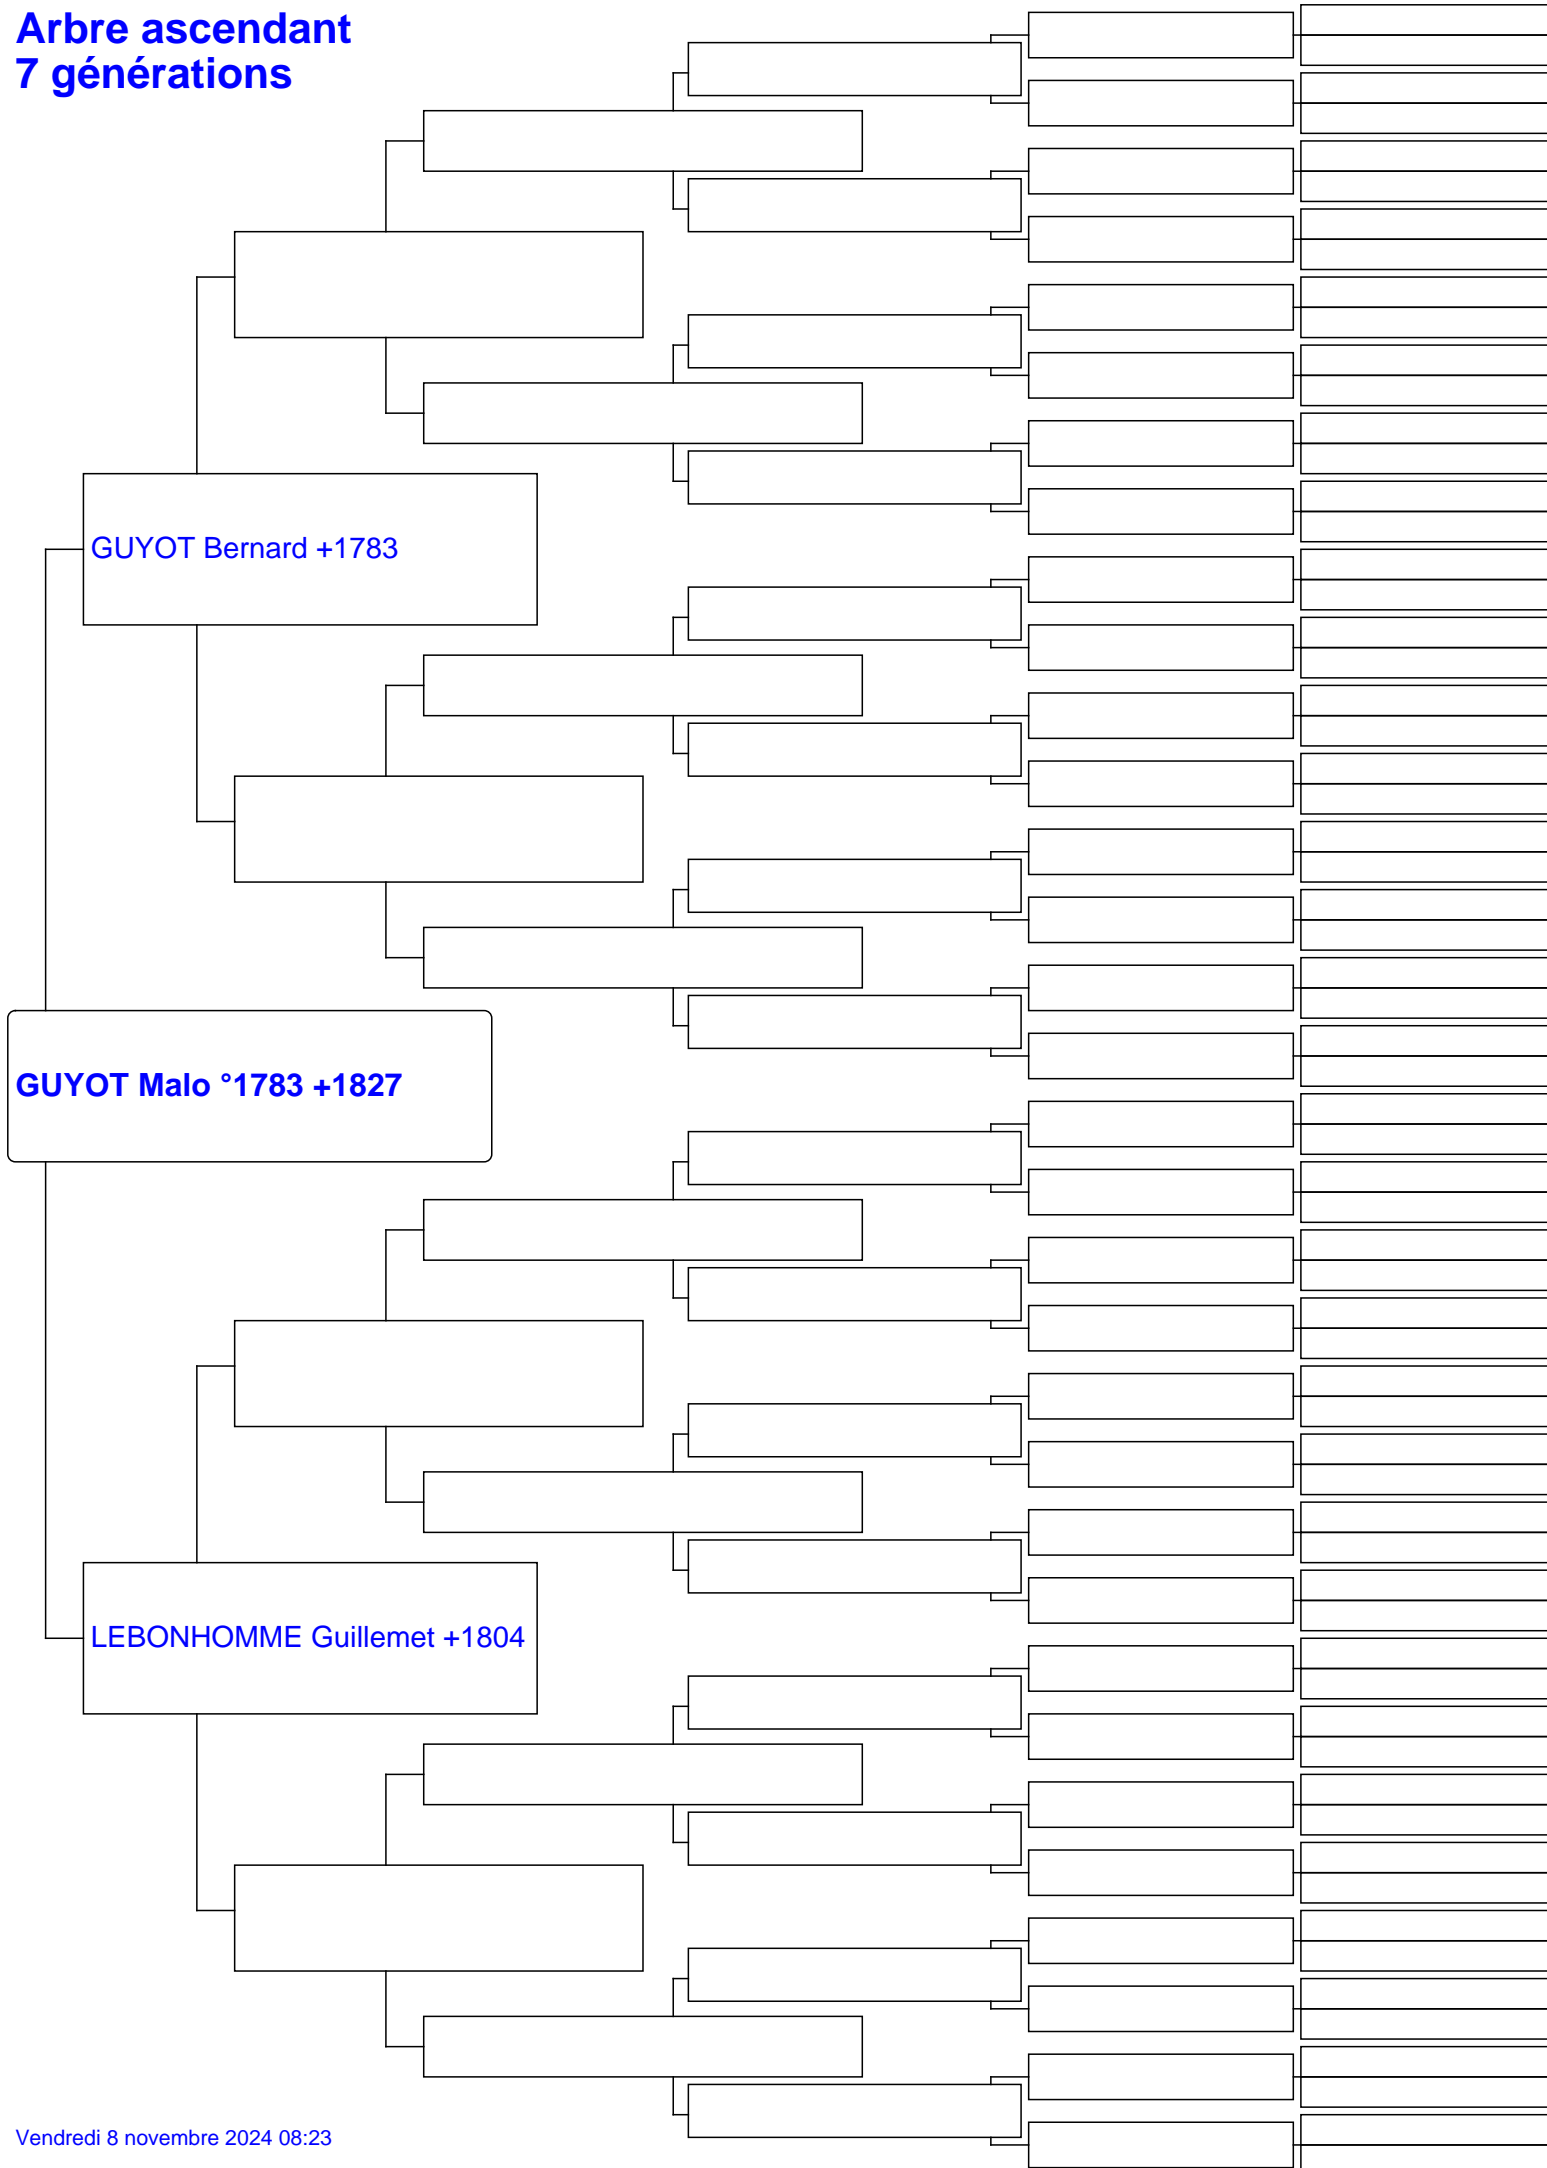 Arbre ascendant
7 générations
GUYOT Bernard +1783
GUYOT Malo °1783 +1827
LEBONHOMME Guillemet +1804
Vendredi 8 novembre 2024 08:23